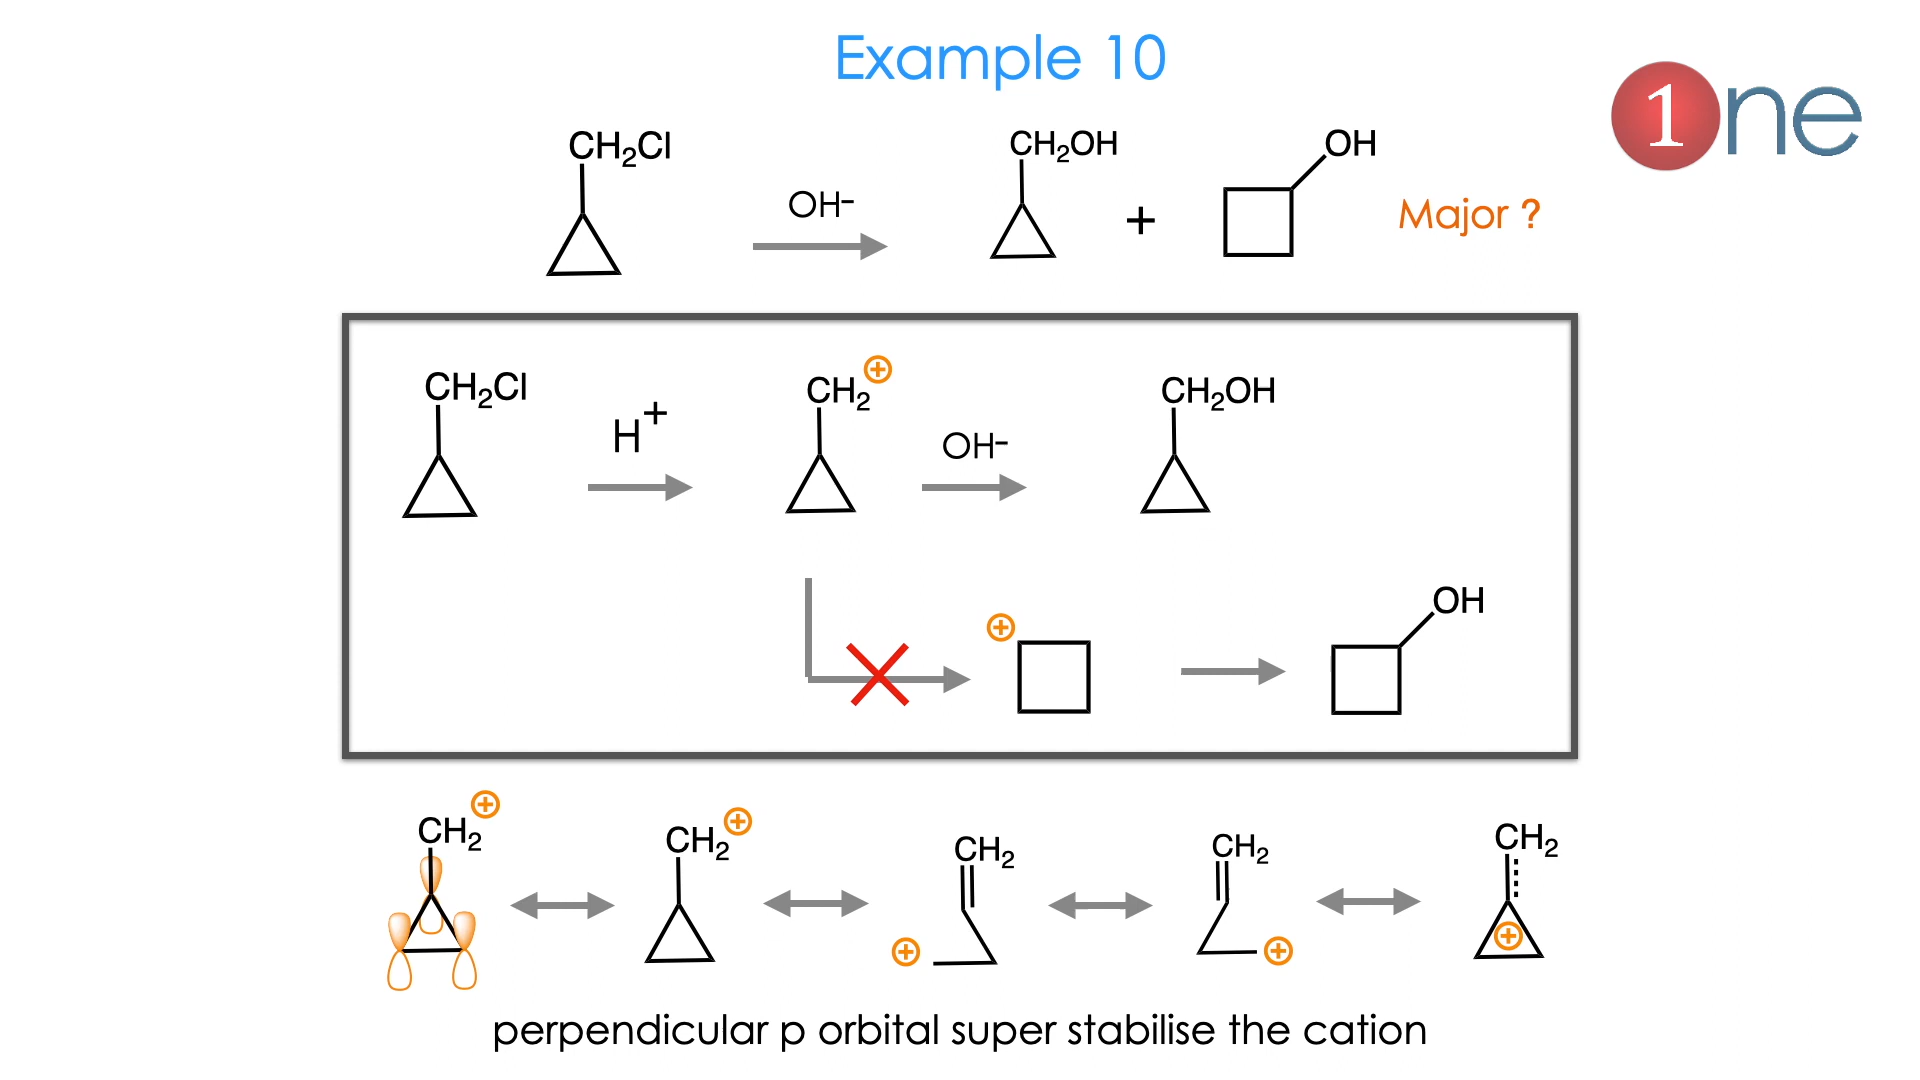 Example 10
1ne
CH₂Cl
OH-
CH₂OH
+
OH
Major ?
CH₂Cl
H⁺
CH₂⊕
OH-
CH₂OH
⊕
OH
CH₂⊕
CH₂⊕
CH₂
⊕
CH₂
⊕
CH₂
⊕
perpendicular p orbital super stabilise the cation